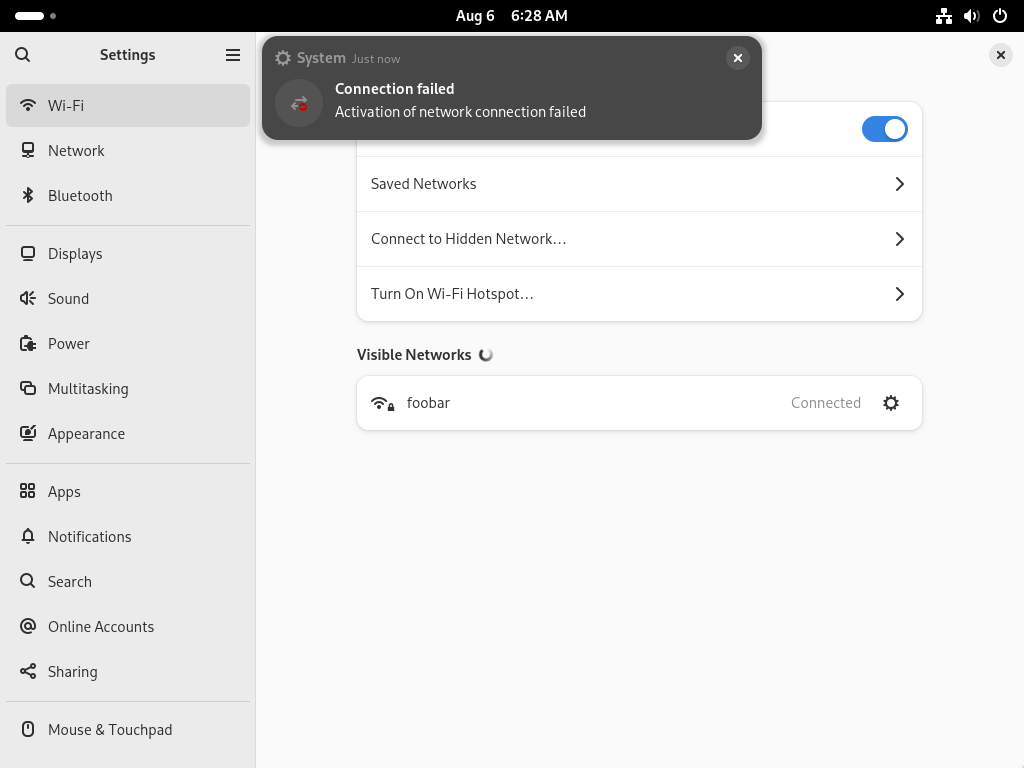 Aug 6 6:28 AM
Settings
System Just now
Connection failed
Activation of network connection failed
Wi-Fi
Network
Bluetooth
Displays
Sound
Power
Multitasking
Appearance
Apps
Notifications
Search
Online Accounts
Sharing
Mouse & Touchpad
Saved Networks
Connect to Hidden Network…
Turn On Wi-Fi Hotspot…
Visible Networks
foobar Connected